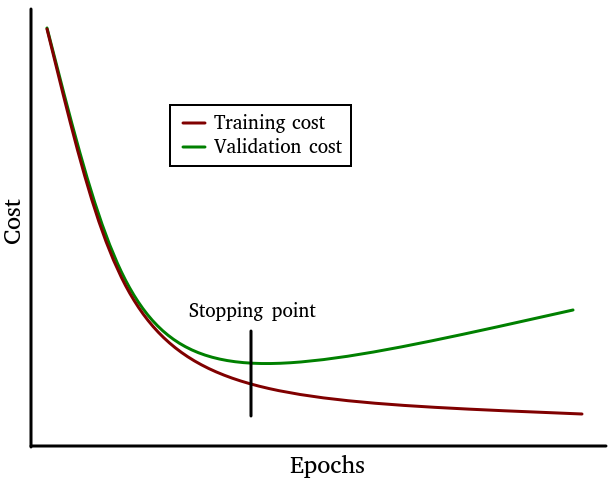 Training cost
Validation cost
Cost
Stopping point
Epochs